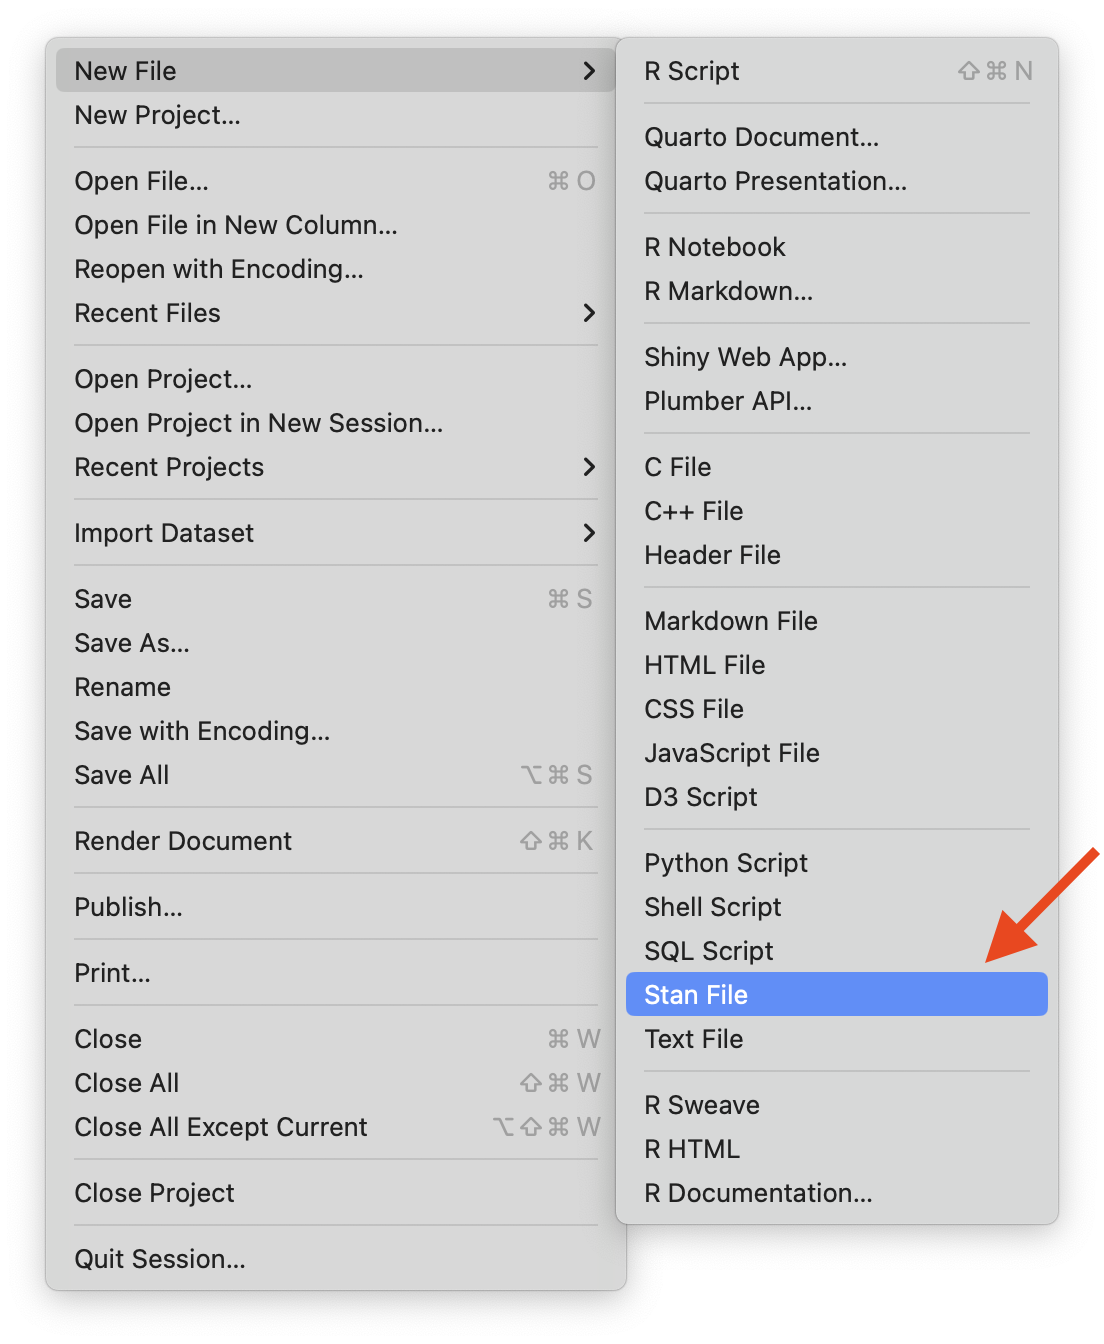 New File
New Project...
Open File... ⌘ O
Open File in New Column...
Reopen with Encoding...
Recent Files
Open Project...
Open Project in New Session...
Recent Projects
Import Dataset
Save ⌘ S
Save As...
Rename
Save with Encoding...
Save All ⌥ ⌘ S
Render Document ⇧ ⌘ K
Publish...
Print...
Close ⌘ W
Close All ⇧ ⌘ W
Close All Except Current ⌥ ⇧ ⌘ W
Close Project
Quit Session...
R Script ⇧ ⌘ N
Quarto Document...
Quarto Presentation...
R Notebook
R Markdown...
Shiny Web App...
Plumber API...
C File
C++ File
Header File
Markdown File
HTML File
CSS File
JavaScript File
D3 Script
Python Script
Shell Script
SQL Script
Stan File
Text File
R Sweave
R HTML
R Documentation...